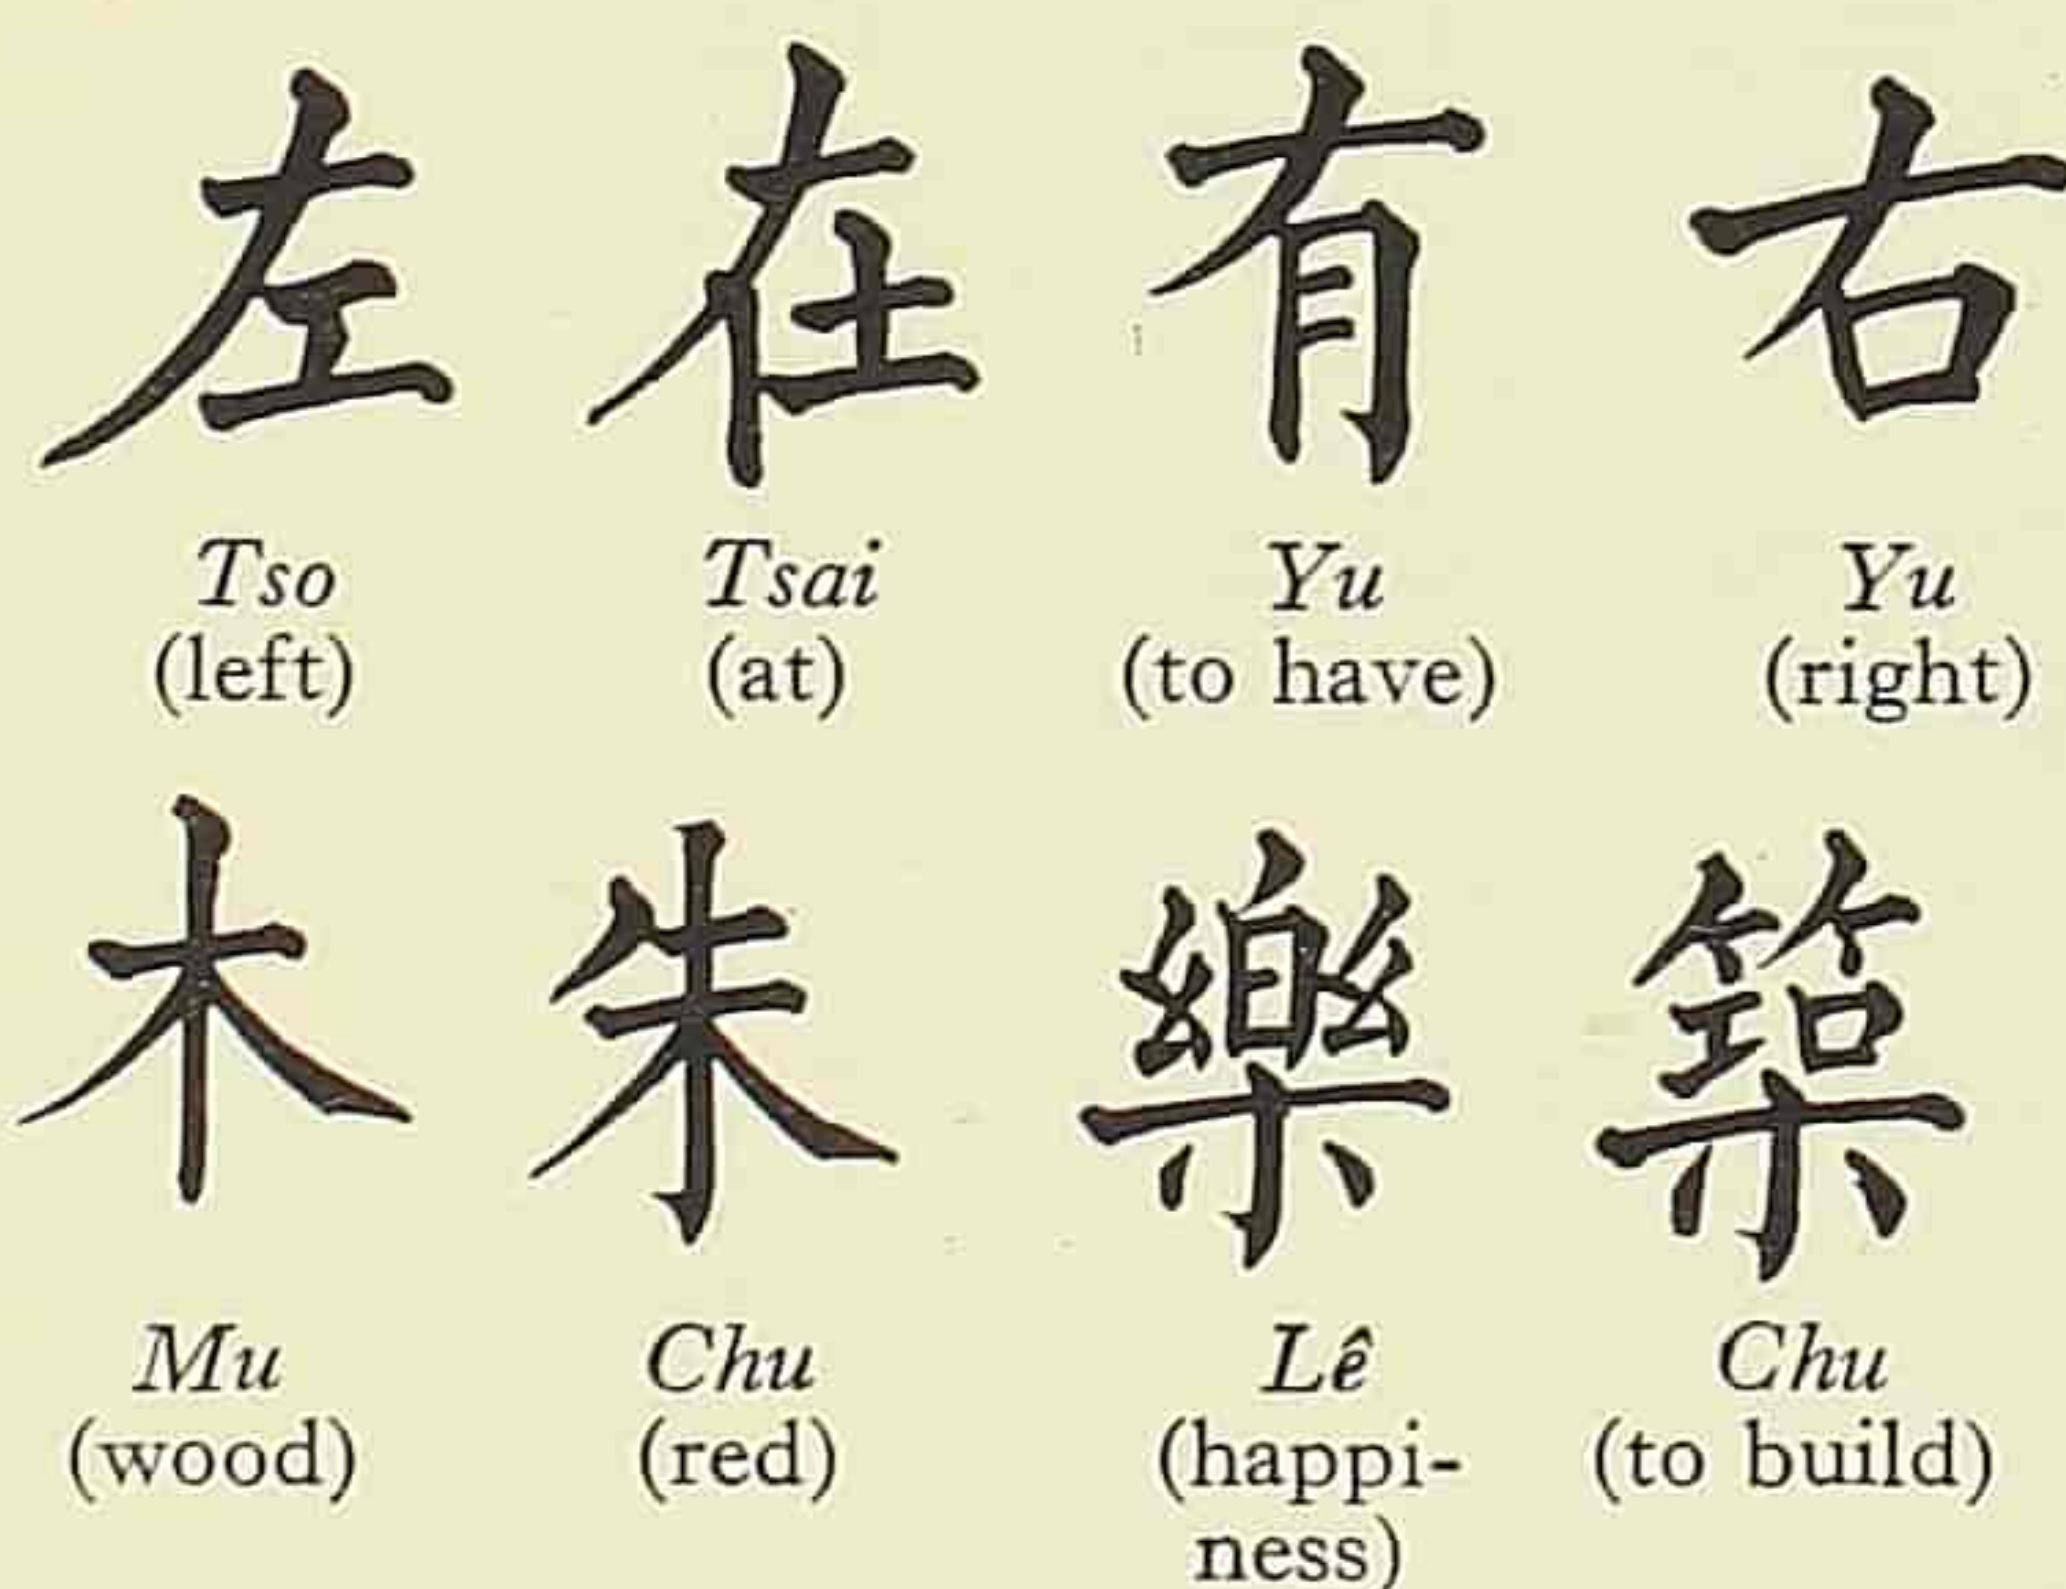 左 在 有 右
Tso Tsai Yu Yu
(left) (at) (to have) (right)
木 朱 樂 築
Mu Chu Lê Chu
(wood) (red) (happi- (to build)
ness)